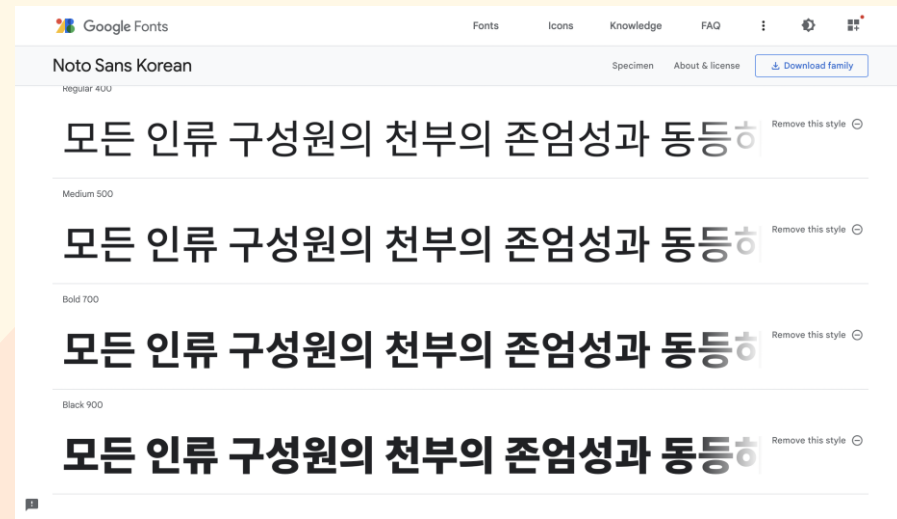 Google Fonts
Fonts Icons Knowledge FAQ
Noto Sans Korean
Specimen About & license Download family
Regular 400
모든 인류 구성원의 천부의 존엄성과 동등하
Remove this style
Medium 500
모든 인류 구성원의 천부의 존엄성과 동등하
Remove this style
Bold 700
모든 인류 구성원의 천부의 존엄성과 동등하
Remove this style
Black 900
모든 인류 구성원의 천부의 존엄성과 동등하
Remove this style